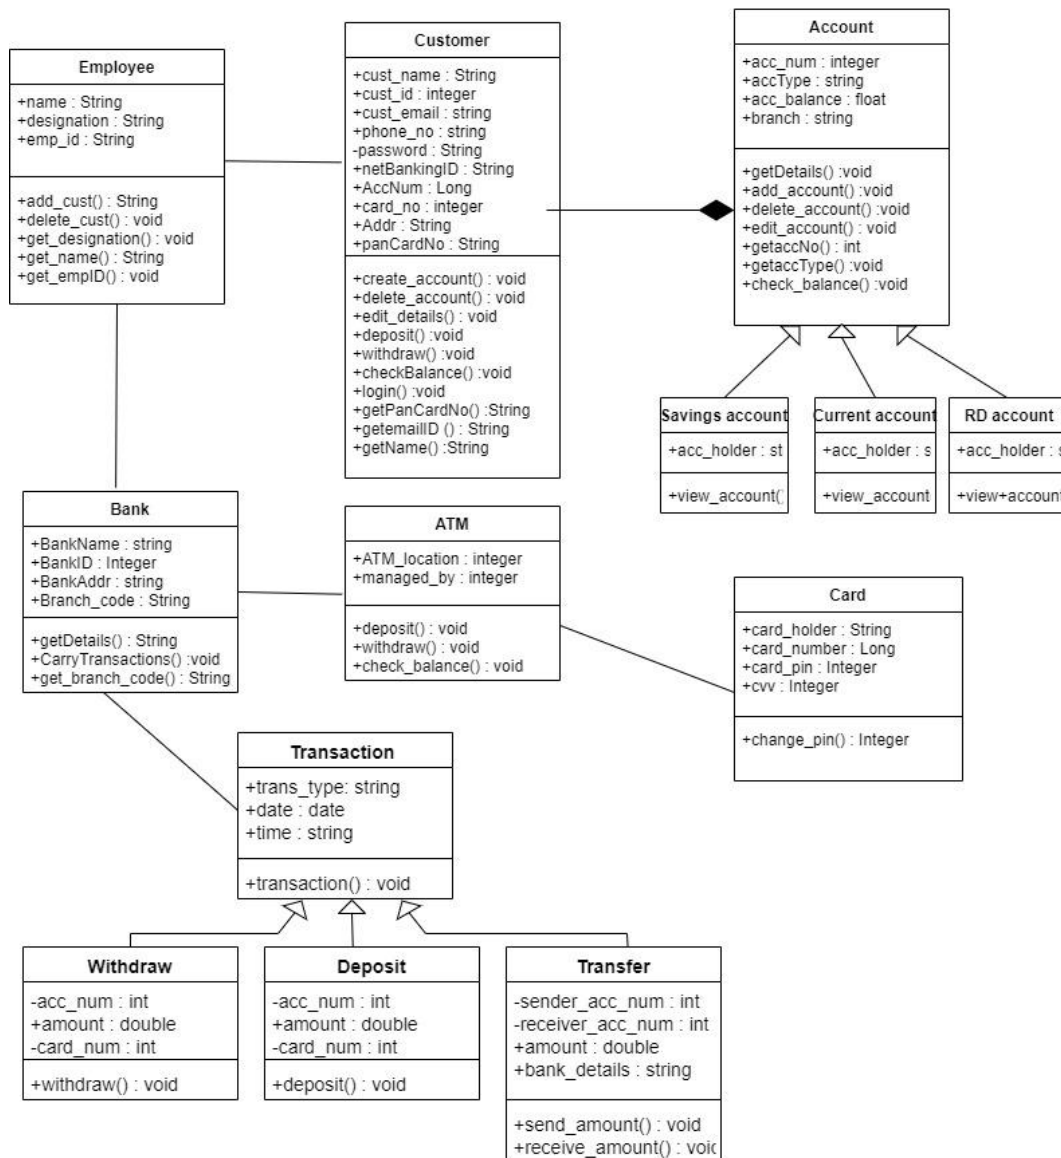 Employee
+name : String
+designation : String
+emp_id : String
+add_cust() : String
+delete_cust() : void
+get_designation() : void
+get_name() : String
+get_empID() : void
Customer
+cust_name : String
+cust_id : integer
+cust_email : string
+phone_no : string
-password : String
+netBankingID : String
+AccNum : Long
+card_no : integer
+Addr : String
+panCardNo : String
+create_account() : void
+delete_account() : void
+edit_details() : void
+deposit() :void
+withdraw() :void
+checkBalance() :void
+login() :void
+getPanCardNo() :String
+getemailID () : String
+getName() :String
Account
+acc_num : integer
+accType : string
+acc_balance : float
+branch : string
+getDetails() :void
+add_account() :void
+delete_account() :void
+edit_account() : void
+getaccNo() : int
+getaccType() : void
+check_balance() :void
Savings account
+acc_holder : st
+view_account()
Current account
+acc_holder : s
+view_account
RD account
+acc_holder : s
+view+account
Bank
+BankName : string
+BankID : Integer
+BankAddr : string
+Branch_code : String
+getDetails() : String
+CarryTransactions() :void
+get_branch_code() : String
ATM
+ATM_location : integer
+managed_by : integer
+deposit() : void
+withdraw() : void
+check_balance() : void
Card
+card_holder : String
+card_number : Long
+card_pin : Integer
+cvv : Integer
+change_pin() : Integer
Transaction
+trans_type: string
+date : date
+time : string
+transaction() : void
Withdraw
-acc_num : int
+amount : double
-card_num : int
+withdraw() : void
Deposit
-acc_num : int
+amount : double
-card_num : int
+deposit() : void
Transfer
-sender_acc_num : int
-receiver_acc_num : int
+amount : double
+bank_details : string
+send_amount() : void
+receive_amount() : voic